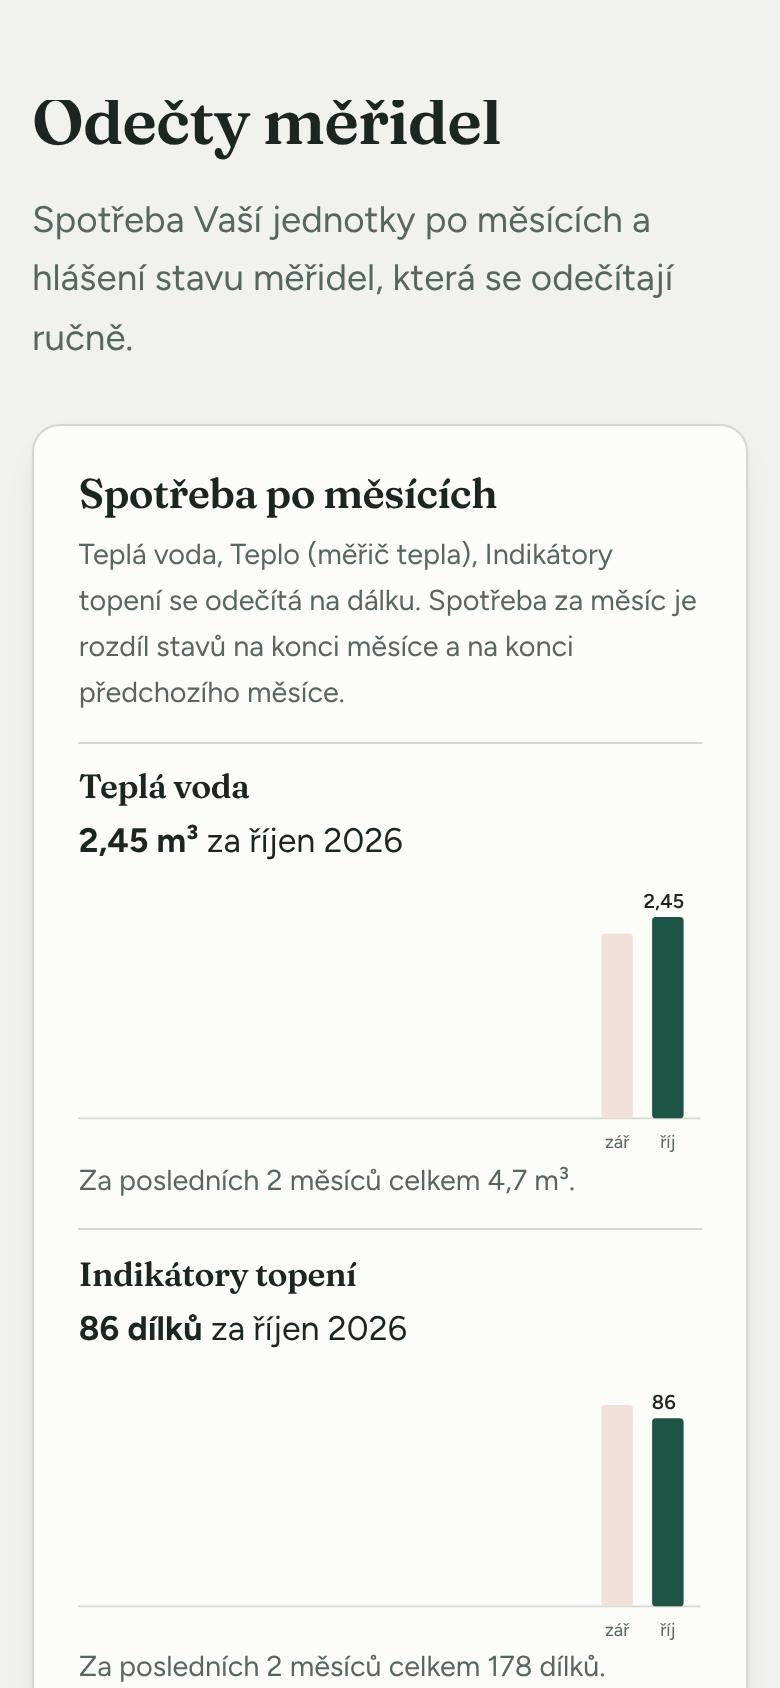 Odečty měřidel
Spotřeba Vaší jednotky po měsících a
hlášení stavu měřidel, která se odečítají
ručně.
Spotřeba po měsících
Teplá voda, Teplo (měřič tepla), Indikátory
topení se odečítá na dálku. Spotřeba za měsíc je
rozdíl stavů na konci měsíce a na konci
předchozího měsíce.
Teplá voda
2,45 m³ za říjen 2026
2,45
zář říj
Za posledních 2 měsíců celkem 4,7 m³.
Indikátory topení
86 dílků za říjen 2026
86
zář říj
Za posledních 2 měsíců celkem 178 dílků.